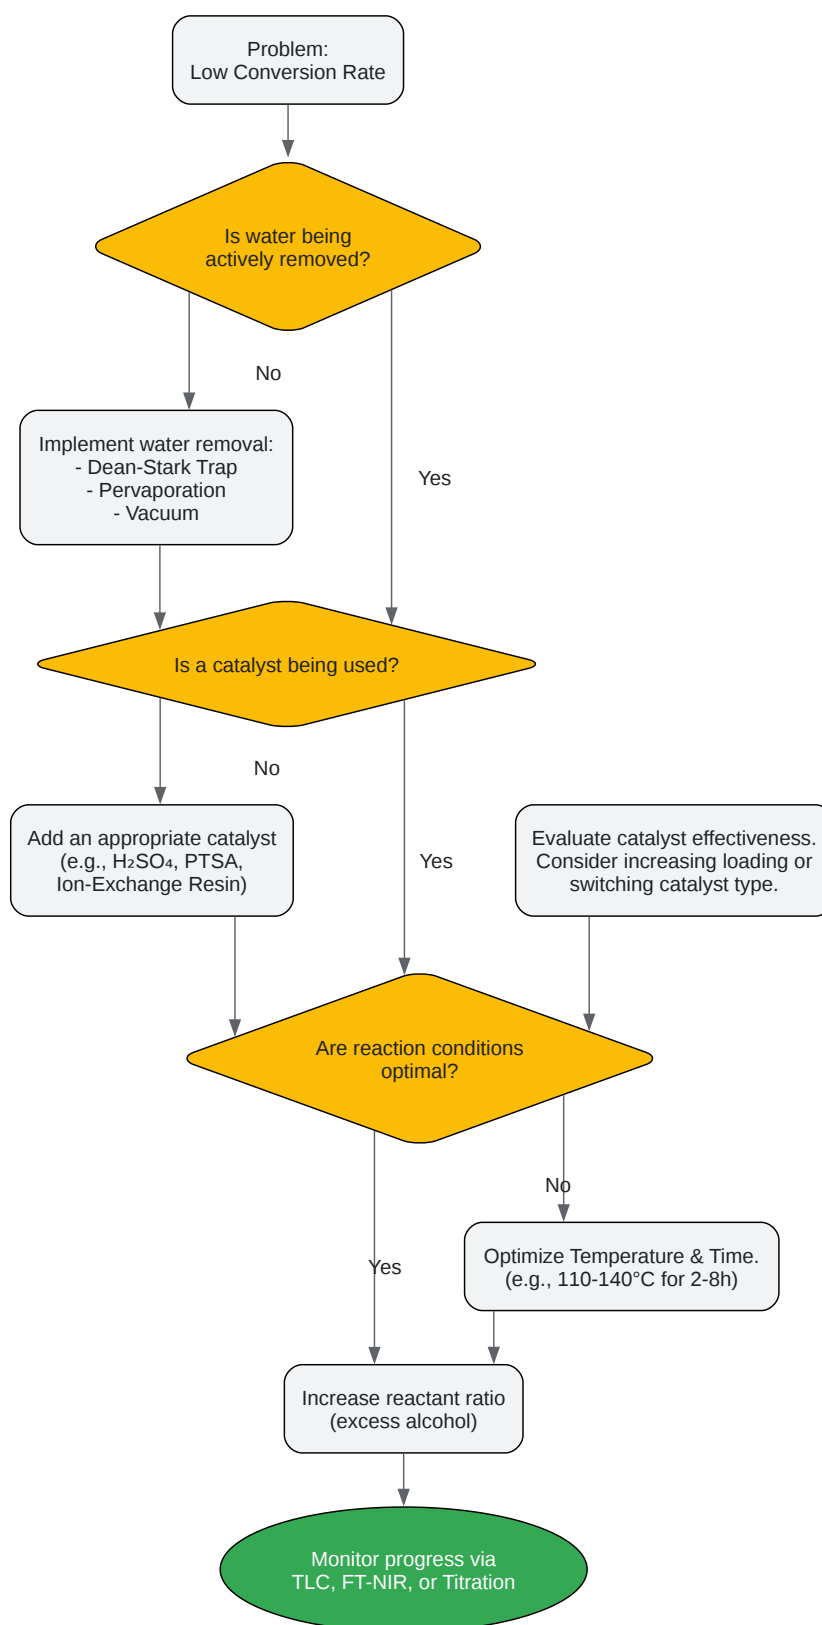 Problem:
Low Conversion Rate
Is water being
actively removed?
No
Implement water removal:
- Dean-Stark Trap
- Pervaporation
- Vacuum
Yes
Is a catalyst being used?
No
Add an appropriate catalyst
(e.g., H₂SO₄, PTSA,
Ion-Exchange Resin)
Yes
Evaluate catalyst effectiveness.
Consider increasing loading or
switching catalyst type.
Are reaction conditions
optimal?
No
Optimize Temperature & Time.
(e.g., 110-140°C for 2-8h)
Yes
Increase reactant ratio
(excess alcohol)
Monitor progress via
TLC, FT-NIR, or Titration